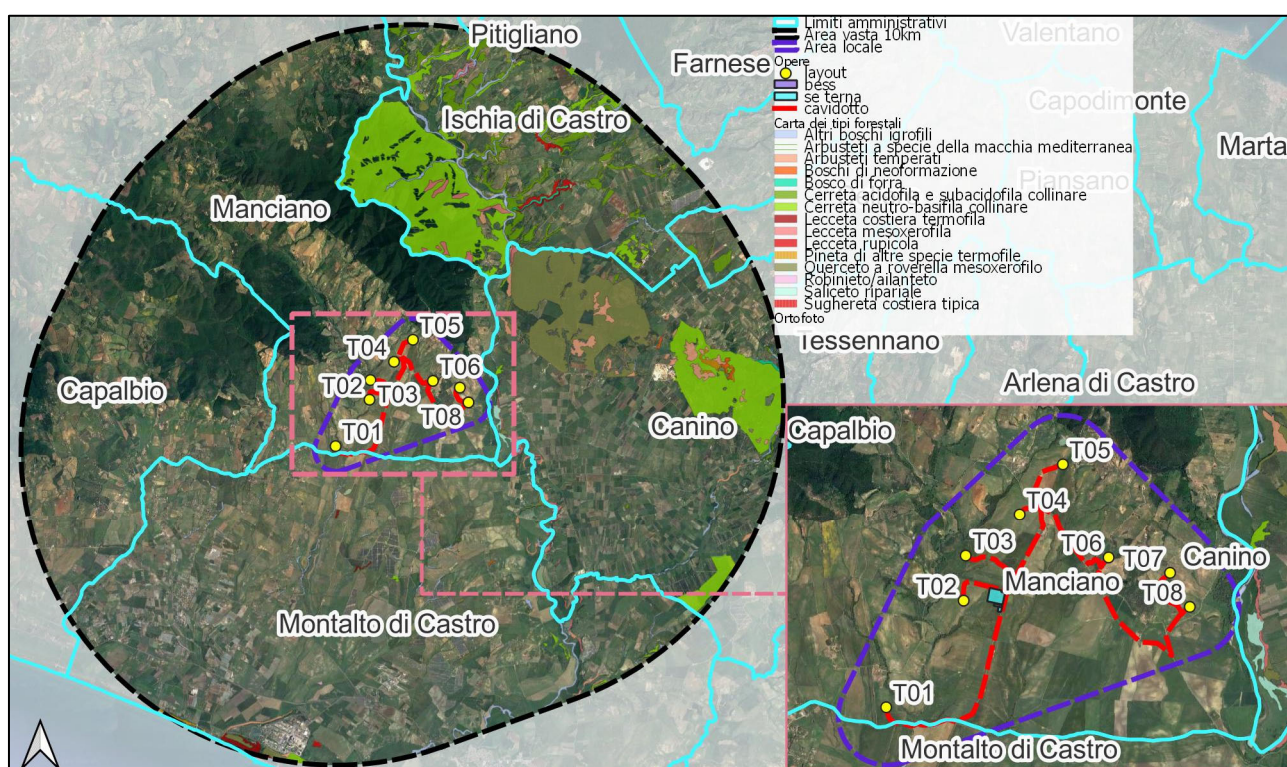 Pitigliano
Farnese
Valentano
Ischia di Castro
Capodimonte
Marta
Piansano
Manciano
Tessennano
Arlena di Castro
Capalbio
Canino
Montalto di Castro
T05
T04
T06
T02
T03
T08
T01
Limiti amministrativi
Area vasta 10km
Area locale
Opere
layout
bess
se terna
cavidotto
Carta dei tipi forestali
Altri boschi igrofili
Arbusteti a specie della macchia mediterranea
Arbusteti temperati
Boschi di neoformazione
Bosco di forra
Cerreta acidofila e subacidofila collinare
Cerreta neutro-basifila collinare
Lecceta costiera termofila
Lecceta mesoxerofila
Lecceta rupicola
Pineta di altre specie termofile
Querceto a roverella mesoxerofilo
Robinieto/ailanteto
Saliceto ripariale
Sughereta costiera tipica
Ortofoto
Capalbio
T05
T04
T03
T06
T07
Canino
T02
Manciano
T08
T01
Montalto di Castro